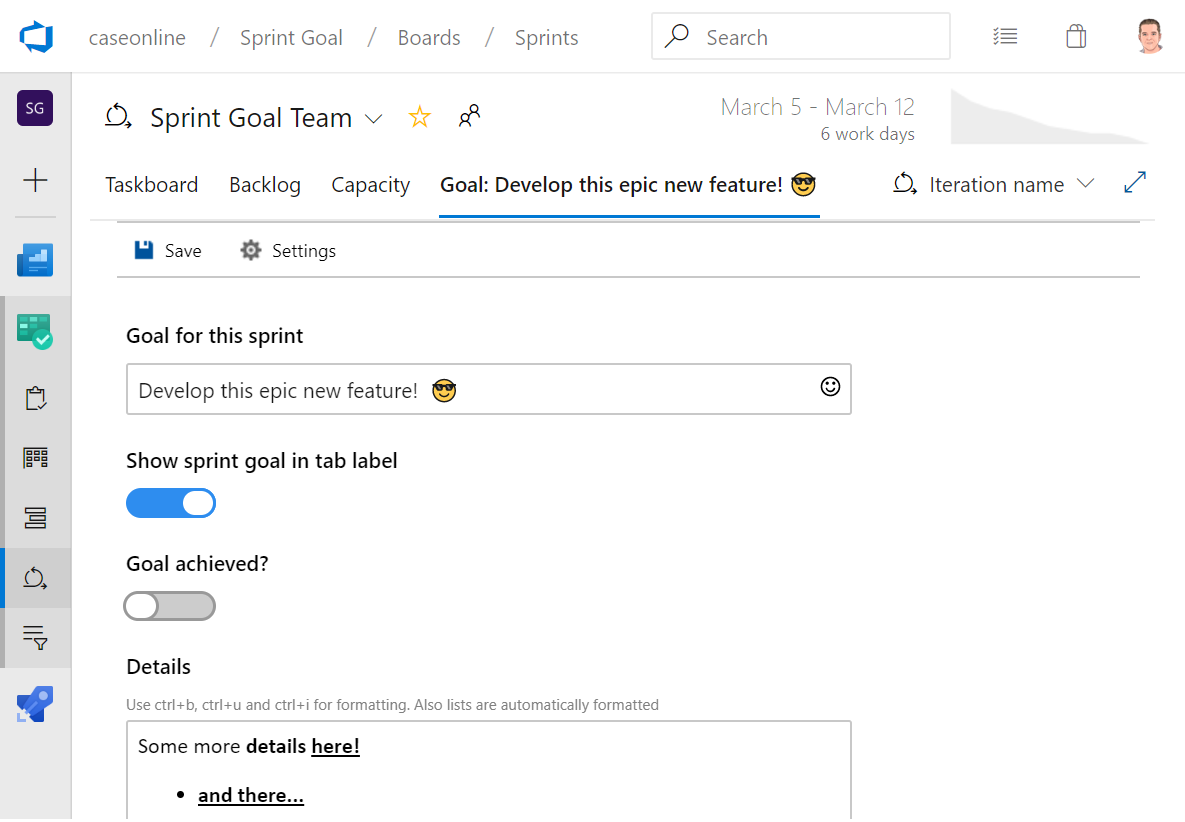 caseonline / Sprint Goal / Boards / Sprints Search
SG
Sprint Goal Team
March 5 - March 12
6 work days
Taskboard Backlog Capacity Goal: Develop this epic new feature! 😎 Iteration name
Save Settings
Goal for this sprint
Develop this epic new feature! 😎
Show sprint goal in tab label
Goal achieved?
Details
Use ctrl+b, ctrl+u and ctrl+i for formatting. Also lists are automatically formatted
Some more details here!
• and there...